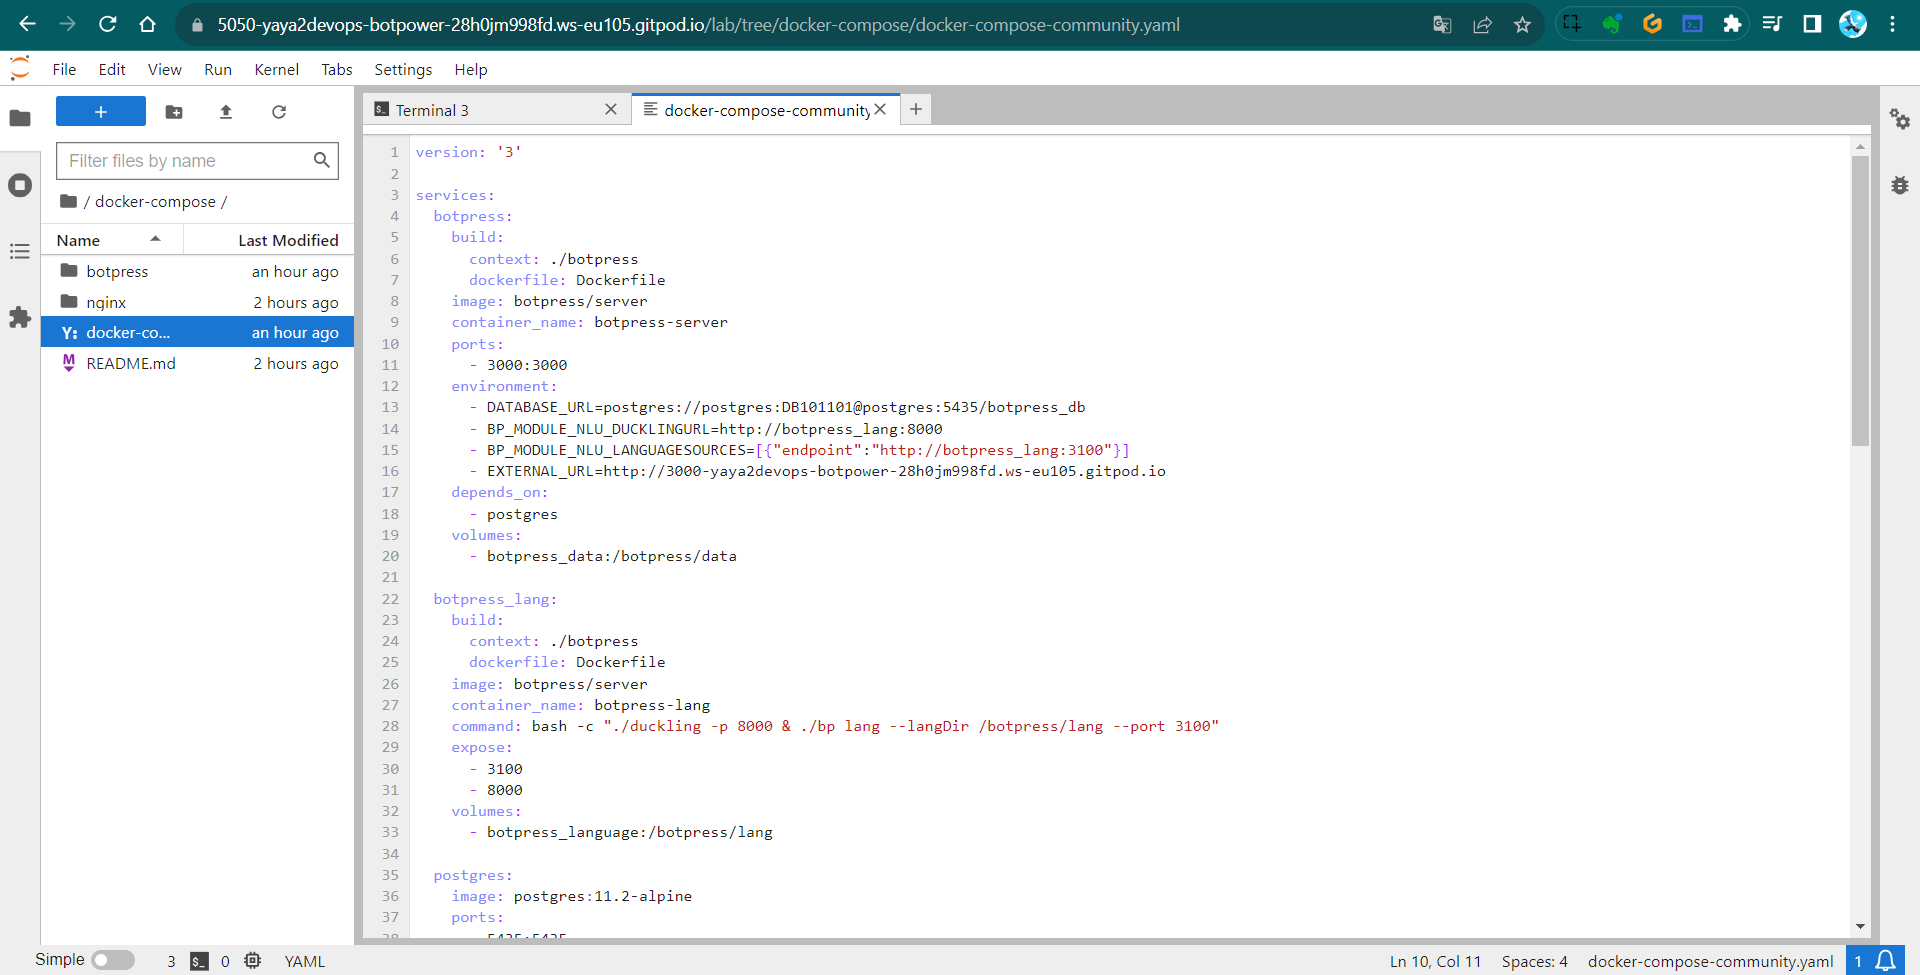 5050-yaya2devops-botpower-28h0jm998fd.ws-eu105.gitpod.io/lab/tree/docker-compose/docker-compose-community.yaml
File Edit View Run Kernel Tabs Settings Help
Terminal 3
docker-compose-community
Filter files by name
/ docker-compose /
Name Last Modified
botpress an hour ago
nginx 2 hours ago
Y: docker-co... an hour ago
M README.md 2 hours ago
1 version: '3'
2
3 services:
4 botpress:
5 build:
6 context: ./botpress
7 dockerfile: Dockerfile
8 image: botpress/server
9 container_name: botpress-server
10 ports:
11 - 3000:3000
12 environment:
13 - DATABASE_URL=postgres://postgres:DB101101@postgres:5435/botpress_db
14 - BP_MODULE_NLU_DUCKLINGURL=http://botpress_lang:8000
15 - BP_MODULE_NLU_LANGUAGESOURCES=[{"endpoint":"http://botpress_lang:3100"}]
16 - EXTERNAL_URL=http://3000-yaya2devops-botpower-28h0jm998fd.ws-eu105.gitpod.io
17 depends_on:
18 - postgres
19 volumes:
20 - botpress_data:/botpress/data
21
22 botpress_lang:
23 build:
24 context: ./botpress
25 dockerfile: Dockerfile
26 image: botpress/server
27 container_name: botpress-lang
28 command: bash -c "./duckling -p 8000 & ./bp lang --langDir /botpress/lang --port 3100"
29 expose:
30 - 3100
31 - 8000
32 volumes:
33 - botpress_language:/botpress/lang
34
35 postgres:
36 image: postgres:11.2-alpine
37 ports:
38 - 5435:5435
Simple 3 $_ 0 YAML Ln 10, Col 11 Spaces: 4 docker-compose-community.yaml 1